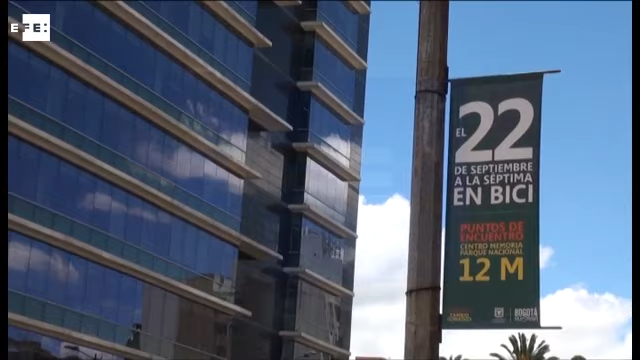 EFE:
EL 22
DE SEPTIEMBRE
A LA SÉPTIMA
EN BICI
PUNTOS DE
ENCUENTRO
CENTRO MEMORIA
PARQUE NACIONAL
12 M
BOGOTÁ